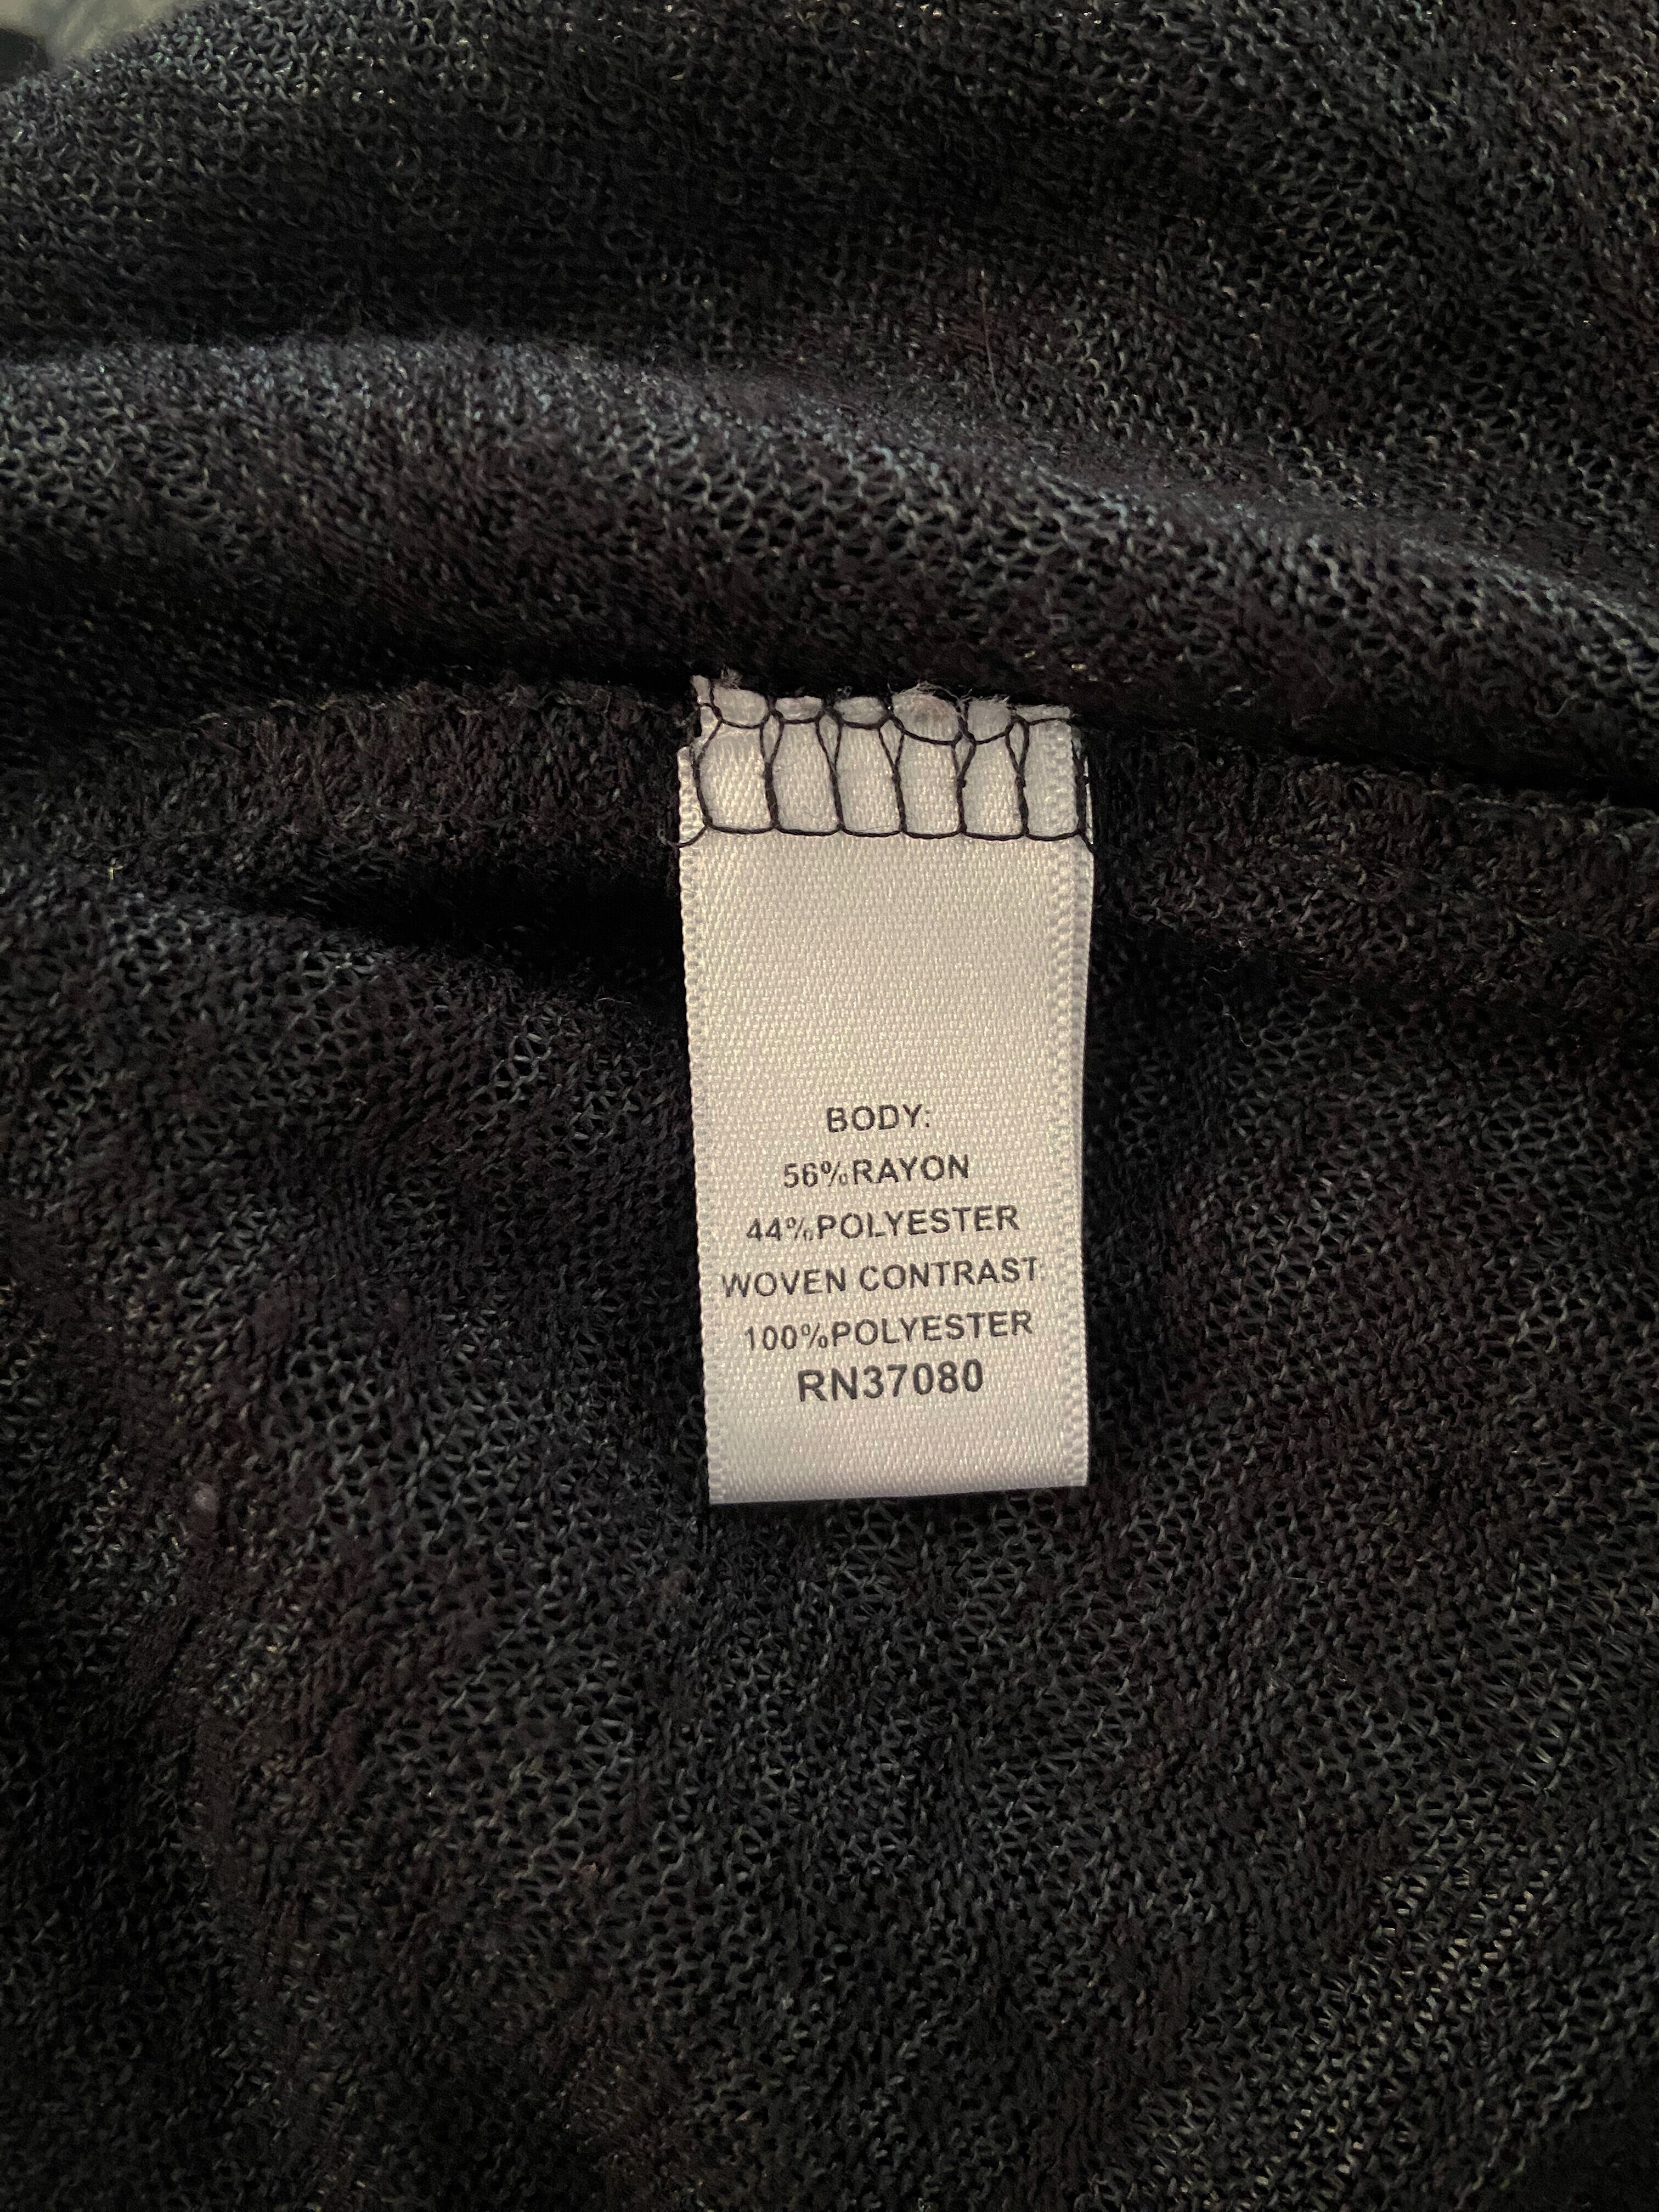 BODY:
56%RAYON
44%POLYESTER
WOVEN CONTRAST
100%POLYESTER
RN37080